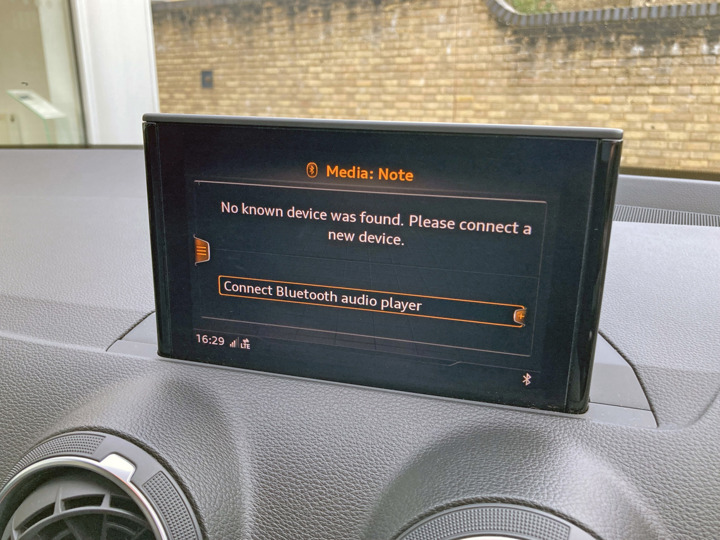 Media: Note
No known device was found. Please connect a
new device.
Connect Bluetooth audio player
16:29 LTE